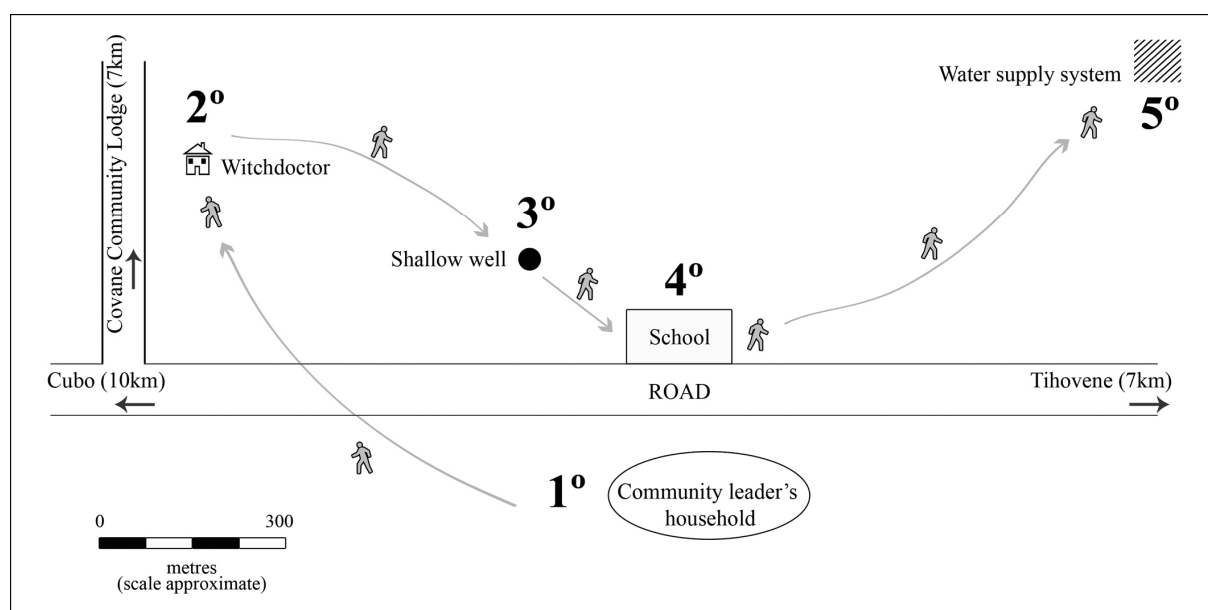 Covane Community Lodge (7km)
2º
Witchdoctor
3º
Shallow well
4º
School
Water supply system
5º
Cubo (10km)
ROAD
Tihovene (7km)
1º
Community leader’s
household
0 300
metres
(scale approximate)